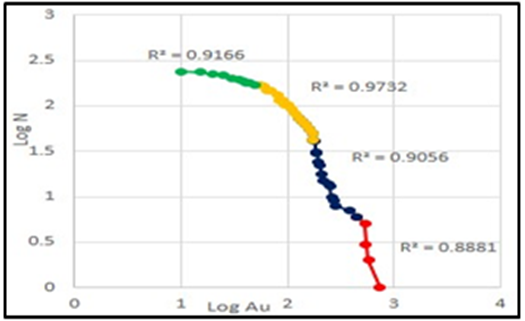 3
R² = 0.9166
2.5
R² = 0.9732
2
Log N
1.5
R² = 0.9056
1
0.5
R² = 0.8881
0
0 1 2 3 4
Log Au